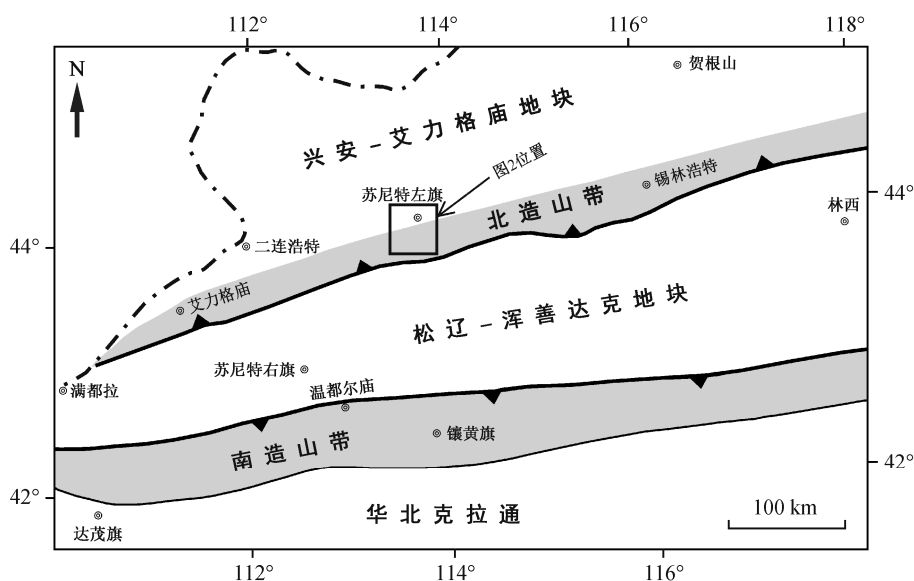 112°
114°
116°
118°
N
贺根山
兴安－艾力格庙地块
图2位置
苏尼特左旗
锡林浩特
北造山带
44°
林西
44°
二连浩特
艾力格庙
松辽－浑善达克地块
苏尼特右旗
满都拉
温都尔庙
镶黄旗
南造山带
42°
42°
100 km
达茂旗
华北克拉通
112°
114°
116°